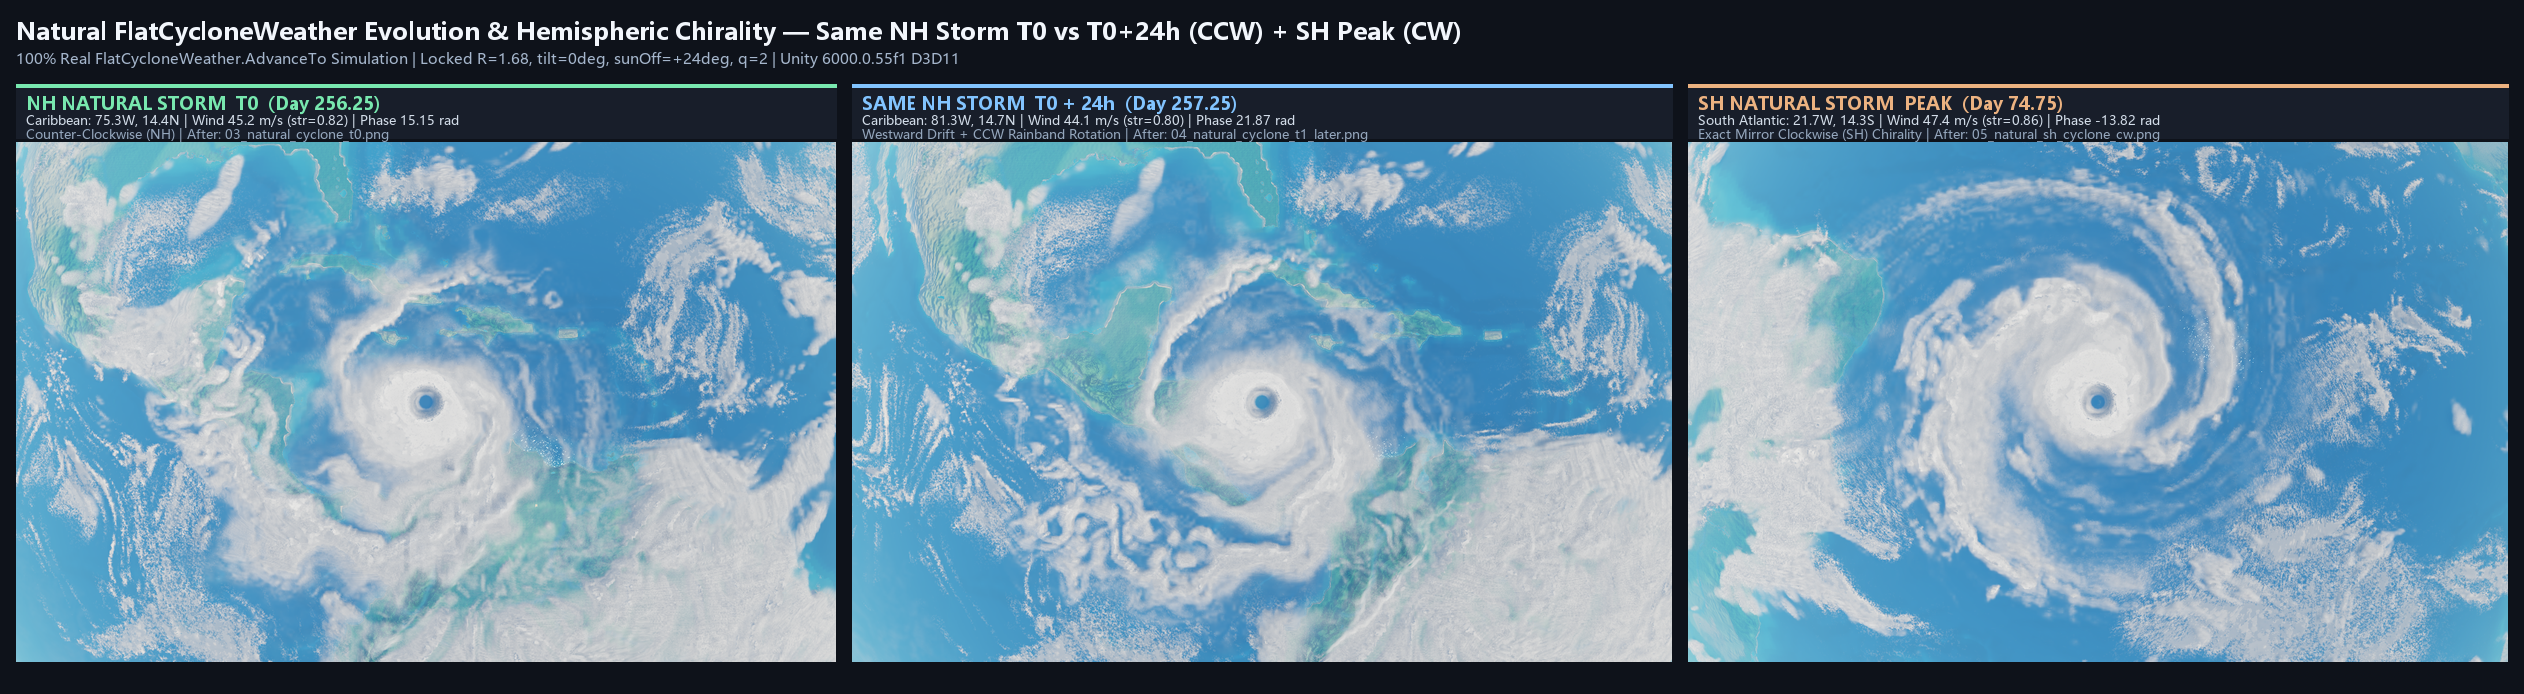 Natural FlatCycloneWeather Evolution & Hemispheric Chirality — Same NH Storm T0 vs T0+24h (CCW) + SH Peak (CW)
100% Real FlatCycloneWeather.AdvanceTo Simulation | Locked R=1.68, tilt=0deg, sunOff=+24deg, q=2 | Unity 6000.0.55f1 D3D11
NH NATURAL STORM T0 (Day 256.25)
Caribbean: 75.3W, 14.4N | Wind 45.2 m/s (str=0.82) | Phase 15.15 rad
Counter-Clockwise (NH) | After: 03_natural_cyclone_t0.png
SAME NH STORM T0 + 24h (Day 257.25)
Caribbean: 81.3W, 14.7N | Wind 44.1 m/s (str=0.80) | Phase 21.87 rad
Westward Drift + CCW Rainband Rotation | After: 04_natural_cyclone_t1_later.png
SH NATURAL STORM PEAK (Day 74.75)
South Atlantic: 21.7W, 14.3S | Wind 47.4 m/s (str=0.86) | Phase -13.82 rad
Exact Mirror Clockwise (SH) Chirality | After: 05_natural_sh_cyclone_cw.png